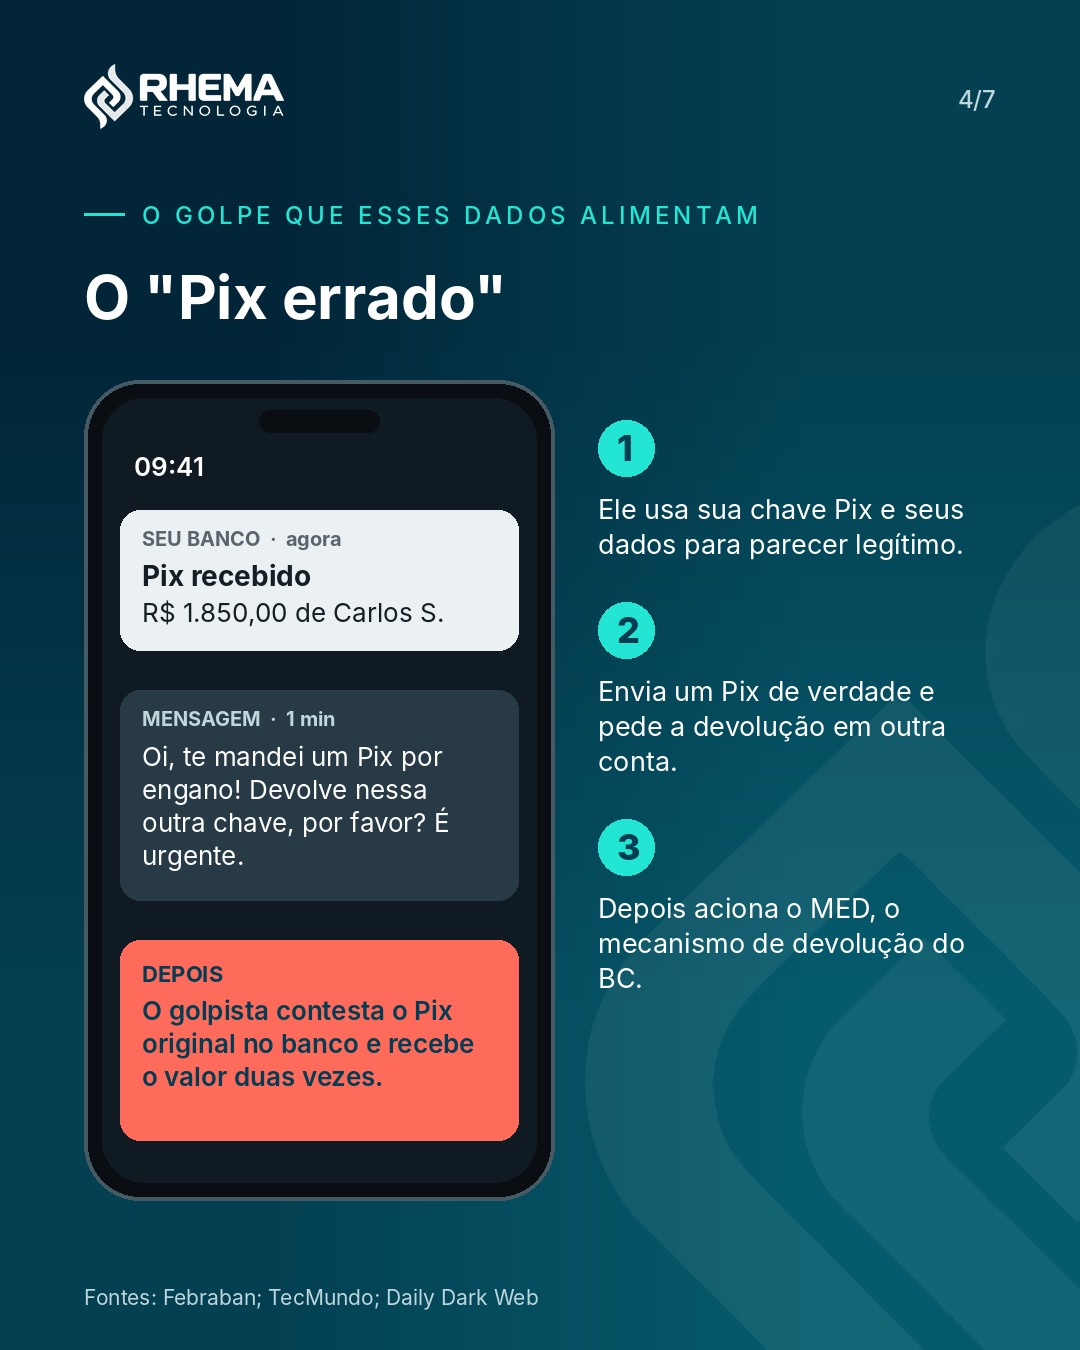 RHEMA
TECNOLOGIA
4/7
O GOLPE QUE ESSES DADOS ALIMENTAM
O "Pix errado"
09:41
SEU BANCO · agora
Pix recebido
R$ 1.850,00 de Carlos S.
MENSAGEM · 1 min
Oi, te mandei um Pix por
engano! Devolve nessa
outra chave, por favor? É
urgente.
DEPOIS
O golpista contesta o Pix
original no banco e recebe
o valor duas vezes.
1
Ele usa sua chave Pix e seus
dados para parecer legítimo.
2
Envia um Pix de verdade e
pede a devolução em outra
conta.
3
Depois aciona o MED, o
mecanismo de devolução do
BC.
Fontes: Febraban; TecMundo; Daily Dark Web